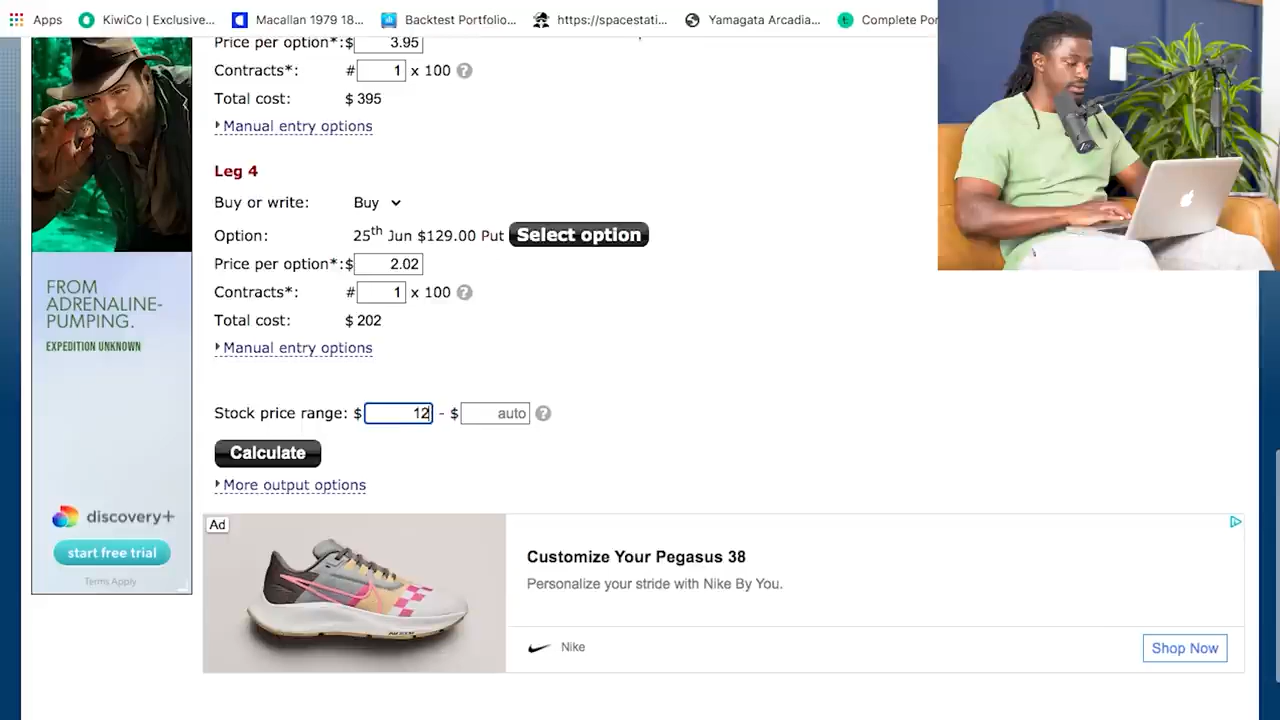 Apps
KiwiCo | Exclusive...
Macallan 1979 18...
Backtest Portfolio...
https://spacestati...
Yamagata Arcadia...
Complete Por
Price per option*: $ 3.95
Contracts*: # 1 x 100 ?
Total cost: $ 395
Manual entry options
Leg 4
Buy or write: Buy
Option: 25th Jun $129.00 Put Select option
Price per option*: $ 2.02
Contracts*: # 1 x 100 ?
Total cost: $ 202
Manual entry options
Stock price range: $ 12 - $ auto ?
Calculate
More output options
FROM
ADRENALINE-
PUMPING.
EXPEDITION UNKNOWN
discovery+
start free trial
Terms Apply
Ad
Customize Your Pegasus 38
Personalize your stride with Nike By You.
Nike
Shop Now